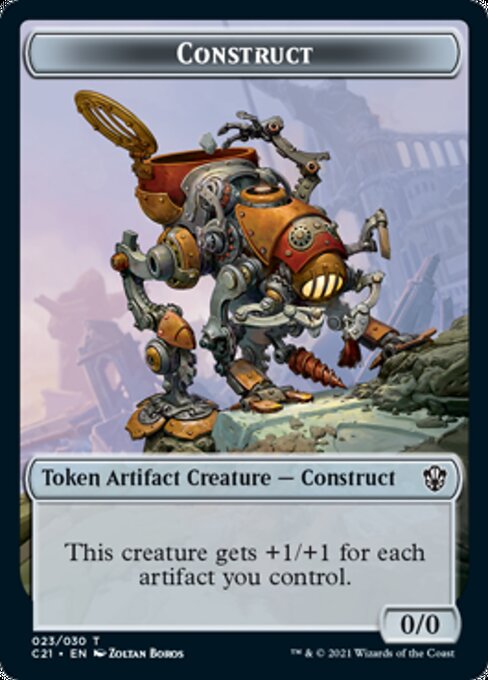 CONSTRUCT
Token Artifact Creature — Construct
This creature gets +1/+1 for each
artifact you control.
0/0
023/030 T
C21 • EN ZOLTAN BOROS
™ & © 2021 Wizards of the Coast